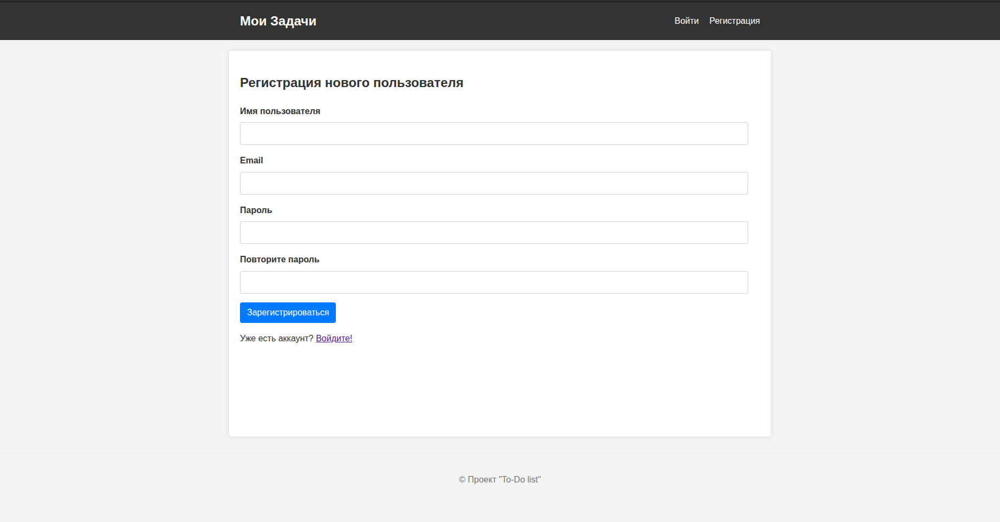 Мои Задачи
Войти Регистрация
Регистрация нового пользователя
Имя пользователя
Email
Пароль
Повторите пароль
Зарегистрироваться
Уже есть аккаунт? Войдите!
© Проект "To-Do list"